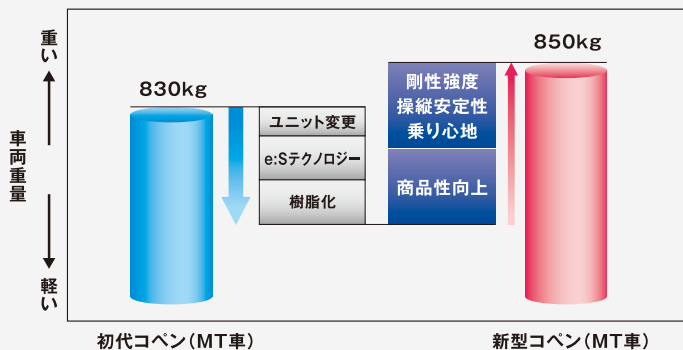 重い
車両重量
軽い
830kg
ユニット変更
e:Sテクノロジー
樹脂化
剛性強度
操縦安定性
乗り心地
商品性向上
850kg
初代コペン(MT車)
新型コペン(MT車)